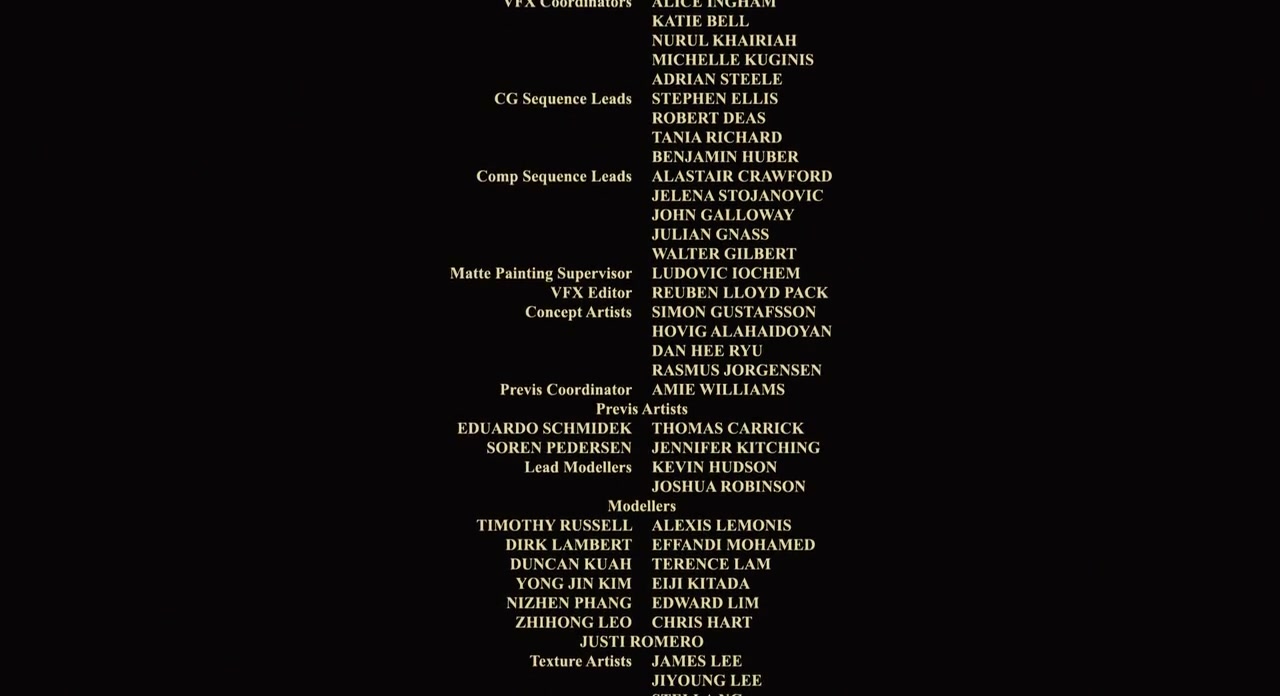 VFX Coordinators ALICE INGHAM
KATIE BELL
NURUL KHAIRIAH
MICHELLE KUGINIS
ADRIAN STEELE
CG Sequence Leads STEPHEN ELLIS
ROBERT DEAS
TANIA RICHARD
BENJAMIN HUBER
Comp Sequence Leads ALASTAIR CRAWFORD
JELENA STOJANOVIC
JOHN GALLOWAY
JULIAN GNASS
WALTER GILBERT
Matte Painting Supervisor LUDOVIC IOCHEM
VFX Editor REUBEN LLOYD PACK
Concept Artists SIMON GUSTAFSSON
HOVIG ALAHAIDOYAN
DAN HEE RYU
RASMUS JORGENSEN
Previs Coordinator AMIE WILLIAMS
Previs Artists
EDUARDO SCHMIDEK THOMAS CARRICK
SOREN PEDERSEN JENNIFER KITCHING
Lead Modellers KEVIN HUDSON
JOSHUA ROBINSON
Modellers
TIMOTHY RUSSELL ALEXIS LEMONIS
DIRK LAMBERT EFFANDI MOHAMED
DUNCAN KUAH TERENCE LAM
YONG JIN KIM EIJI KITADA
NIZHEN PHANG EDWARD LIM
ZHIHONG LEO CHRIS HART
JUSTI ROMERO
Texture Artists JAMES LEE
JIYOUNG LEE